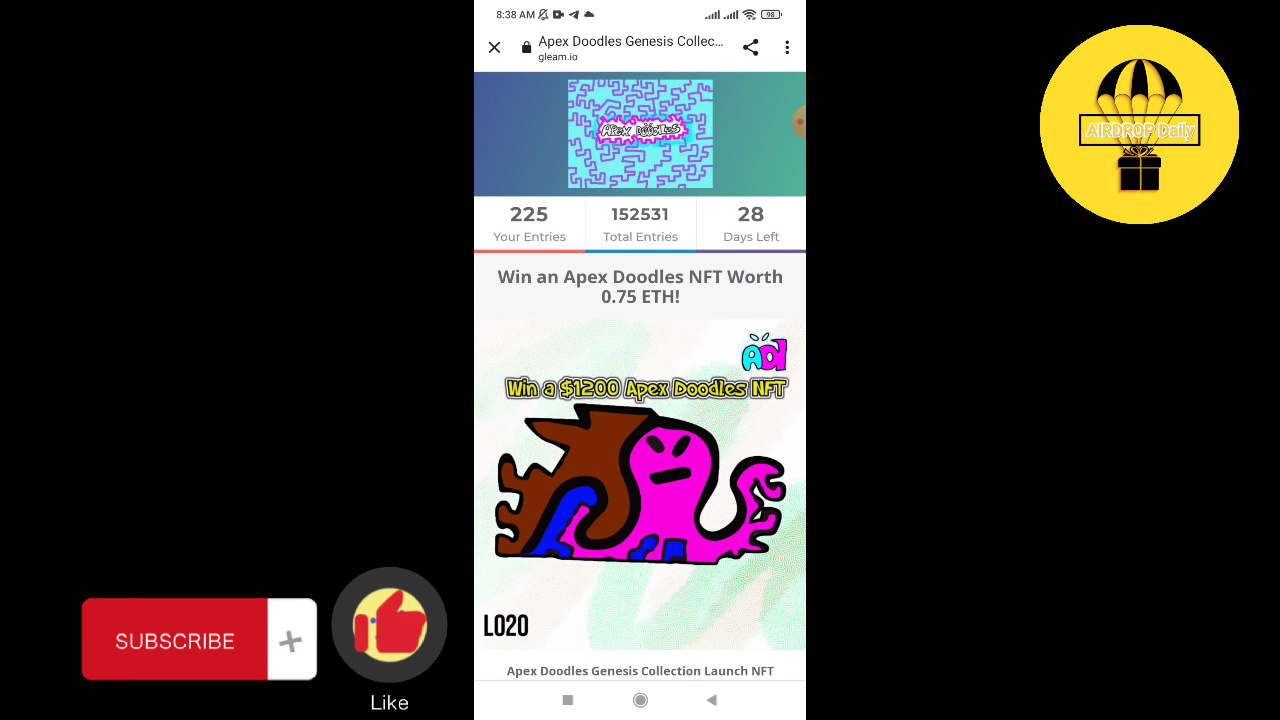 8:38 AM
98
Apex Doodles Genesis Collec...
gleam.io
AIRDROP Daily
APEX DOODLES
225
152531
28
Your Entries
Total Entries
Days Left
Win an Apex Doodles NFT Worth
0.75 ETH!
Win a $1200 Apex Doodles NFT
L020
SUBSCRIBE
Like
Apex Doodles Genesis Collection Launch NFT